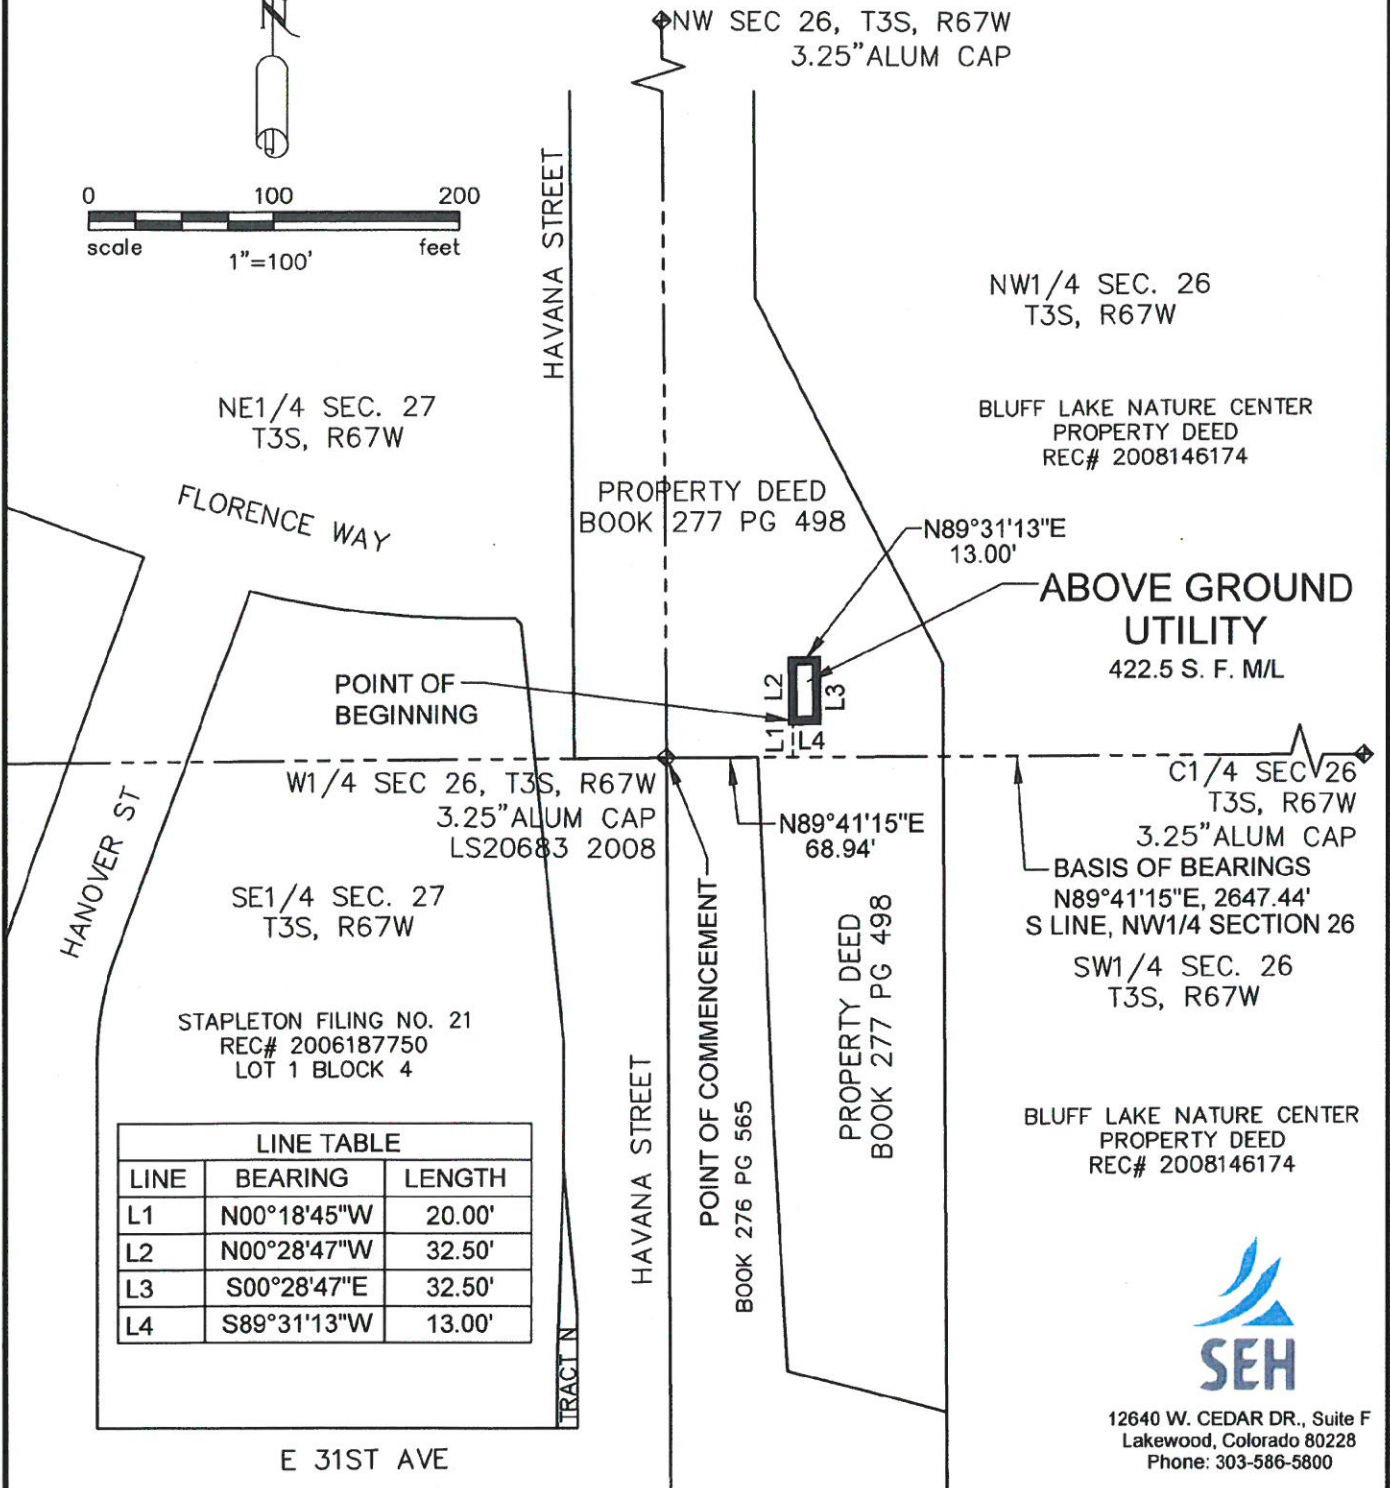 N
NW SEC 26, T3S, R67W
3.25"ALUM CAP
0 100 200
scale feet
1"=100'
HAVANA STREET
NW1/4 SEC. 26
T3S, R67W
NE1/4 SEC. 27
T3S, R67W
BLUFF LAKE NATURE CENTER
PROPERTY DEED
REC# 2008146174
FLORENCE WAY
PROPERTY DEED
BOOK 277 PG 498
N89°31'13"E
13.00'
ABOVE GROUND
UTILITY
422.5 S. F. M/L
POINT OF
BEGINNING
L2
L3
L1
L4
W1/4 SEC 26, T3S, R67W
3.25"ALUM CAP
LS20683 2008
C1/4 SEC 26
T3S, R67W
3.25"ALUM CAP
N89°41'15"E
68.94'
BASIS OF BEARINGS
N89°41'15"E, 2647.44'
S LINE, NW1/4 SECTION 26
HANOVER ST
SE1/4 SEC. 27
T3S, R67W
POINT OF COMMENCEMENT
PROPERTY DEED
BOOK 277 PG 498
SW1/4 SEC. 26
T3S, R67W
STAPLETON FILING NO. 21
REC# 2006187750
LOT 1 BLOCK 4
HAVANA STREET
BOOK 276 PG 565
BLUFF LAKE NATURE CENTER
PROPERTY DEED
REC# 2008146174
LINE TABLE
LINE BEARING LENGTH
L1 N00°18'45"W 20.00'
L2 N00°28'47"W 32.50'
L3 S00°28'47"E 32.50'
L4 S89°31'13"W 13.00'
TRACT N
E 31ST AVE
SEH
12640 W. CEDAR DR., Suite F
Lakewood, Colorado 80228
Phone: 303-586-5800